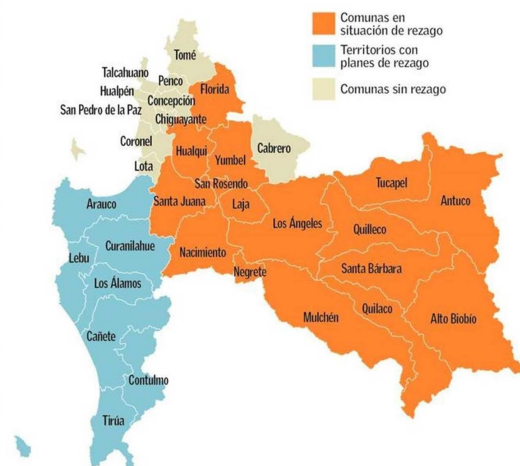 Comunas en
situación de rezago
Territorios con
planes de rezago
Comunas sin rezago
Tomé
Talcahuano
Penco
Hualpén
Florida
Concepción
San Pedro de la Paz
Chiguayante
Coronel
Hualqui
Yumbel
Cabrero
Lota
San Rosendo
Tucapel
Arauco
Santa Juana
Laja
Antuco
Los Ángeles
Quilleco
Curanilahue
Nacimiento
Lebu
Negrete
Santa Bárbara
Los Álamos
Quilaco
Mulchén
Alto Biobío
Cañete
Contulmo
Tirúa